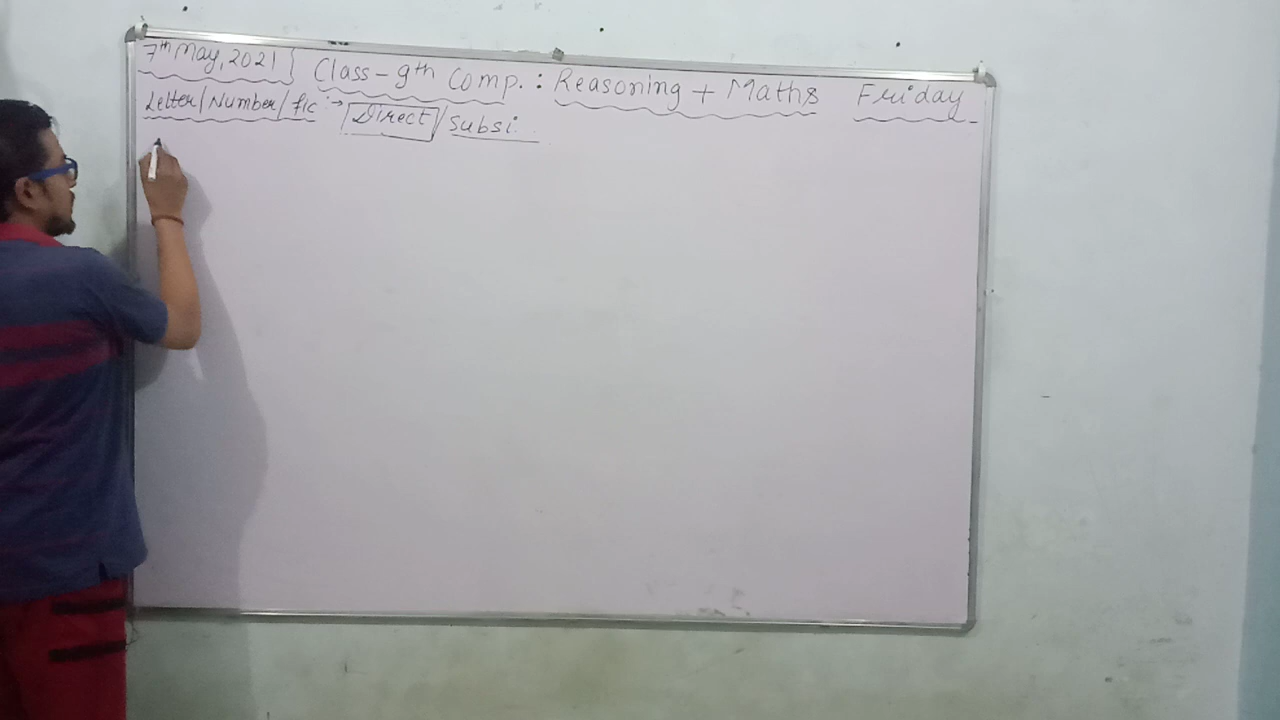 7th May, 2021} Class - 9th Comp. : Reasoning + Maths Friday
Letter/Number/fic :→ Direct / Subsi...